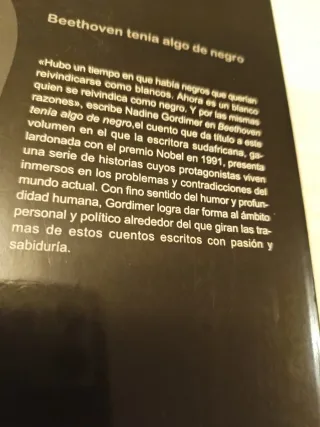 Beethoven tenía algo de negro
«Hubo un tiempo en que había negros que querían
reivindicarse como blancos. Ahora es un blanco
quien se reivindica como negro. Y por las mismas
razones», escribe Nadine Gordimer en Beethoven
tenía algo de negro,el cuento que da título a este
volumen en el que la escritora sudafricana, ga-
lardonada con el premio Nobel en 1991, presenta
una serie de historias cuyos protagonistas viven
inmersos en los problemas y contradicciones del
mundo actual. Con fino sentido del humor y profun-
didad humana, Gordimer logra dar forma al ámbito
personal y político alrededor del que giran las tra-
mas de estos cuentos escritos con pasión y
sabiduría.